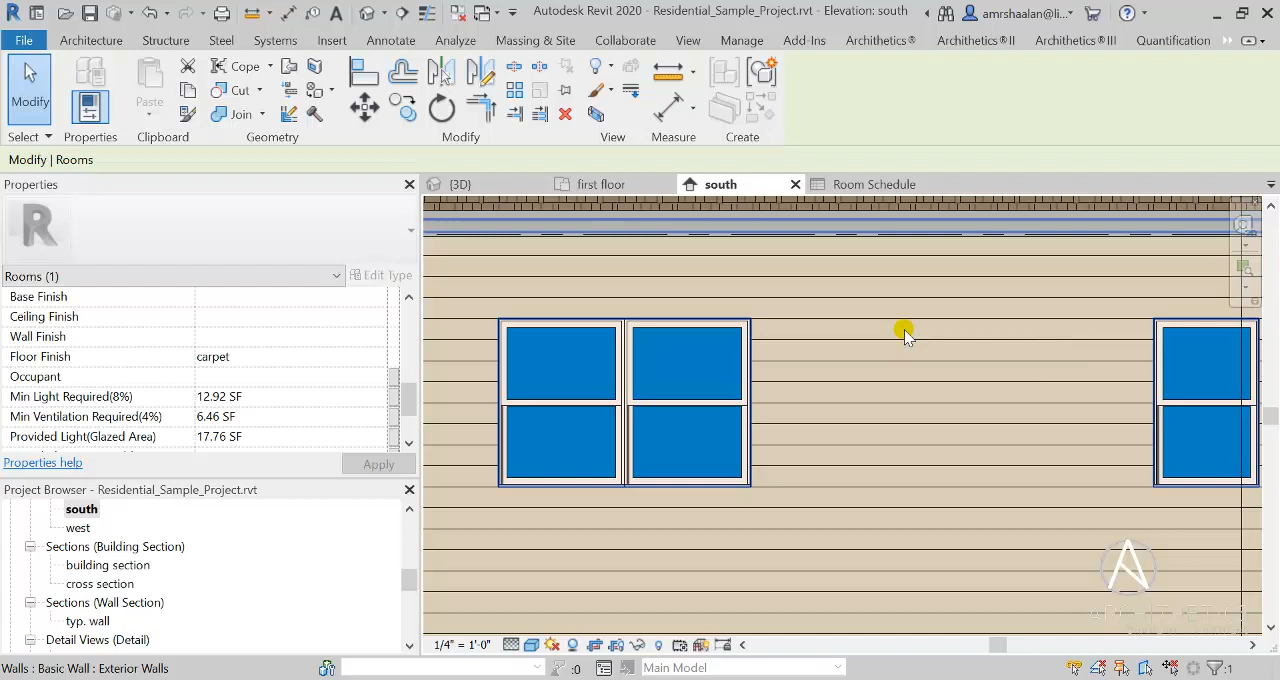 Autodesk Revit 2020 - Residential_Sample_Project.rvt - Elevation: south
amrshaalan@li...
File Architecture Structure Steel Systems Insert Annotate Analyze Massing & Site Collaborate View Manage Add-Ins Archithetics® Archithetics®II Archithetics®III Quantification
Modify
Paste
Cope
Cut
Join
Select Properties Clipboard Geometry Modify View Measure Create
Modify | Rooms
Properties
{3D} first floor south Room Schedule
Rooms (1)
Edit Type
Base Finish
Ceiling Finish
Wall Finish
Floor Finish carpet
Occupant
Min Light Required(8%) 12.92 SF
Min Ventilation Required(4%) 6.46 SF
Provided Light(Glazed Area) 17.76 SF
Properties help
Apply
Project Browser - Residential_Sample_Project.rvt
south
west
Sections (Building Section)
building section
cross section
Sections (Wall Section)
typ. wall
Detail Views (Detail)
1/4" = 1'-0"
Walls : Basic Wall : Exterior Walls
:0
Main Model
:1